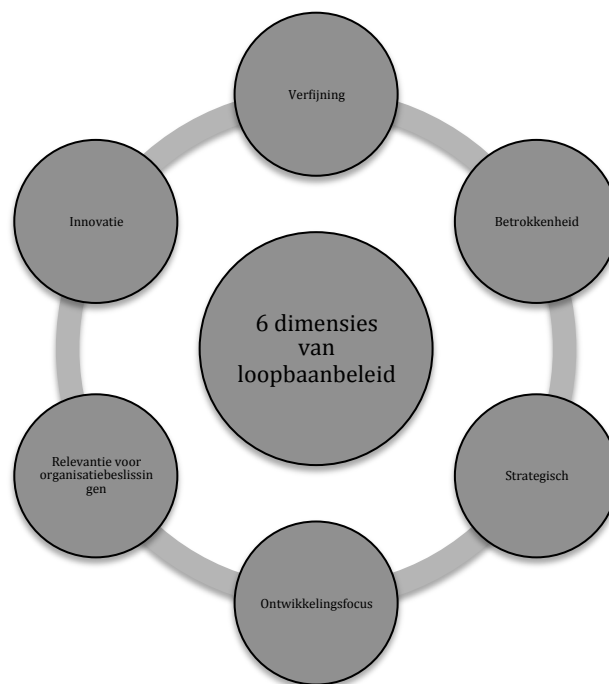 Verfijning
Betrokkenheid
Strategisch
Ontwikkelingsfocus
Relevantie voor
organisatiebeslissin
gen
Innovatie
6 dimensies
van
loopbaanbeleid